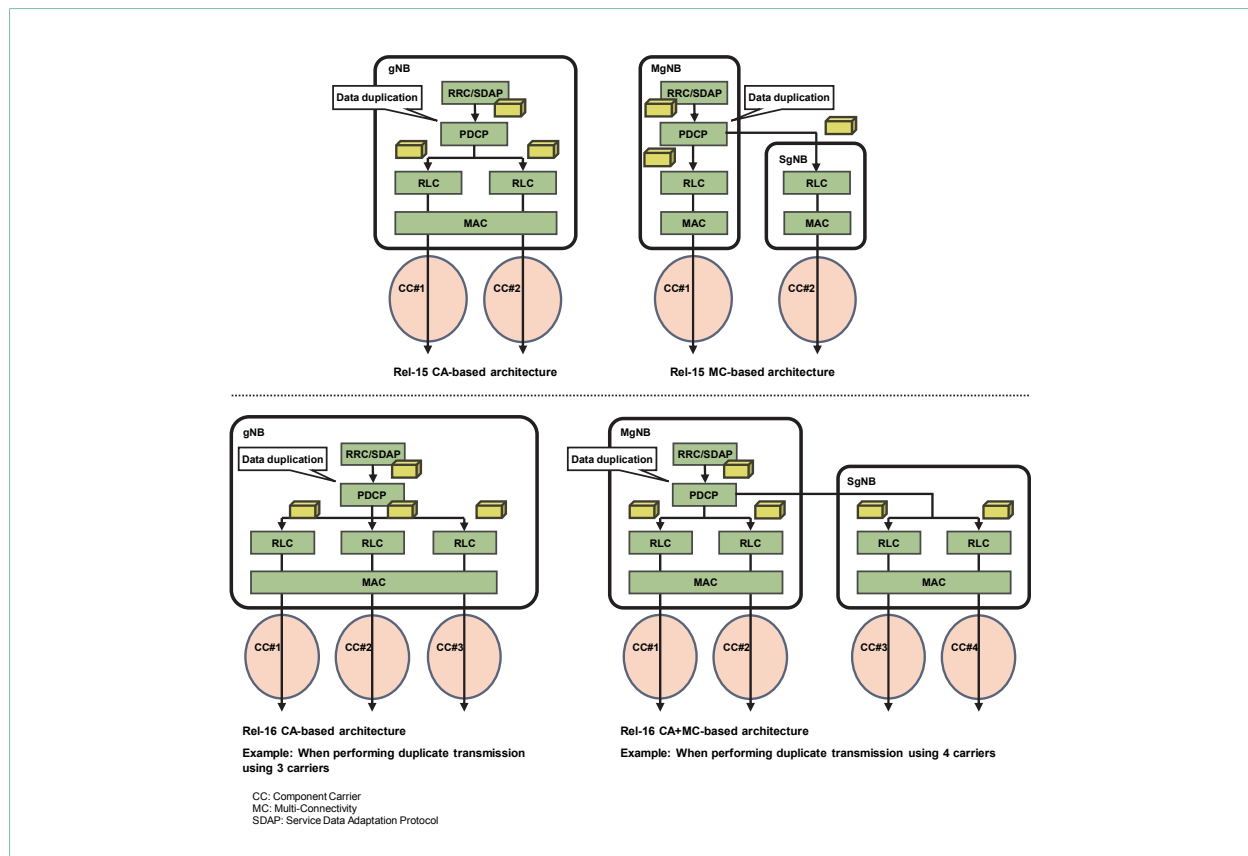 gNB
RRC/SDAP
Data duplication
PDCP
RLC
RLC
MAC
CC#1
CC#2
Rel-15 CA-based architecture
MgNB
RRC/SDAP
Data duplication
PDCP
SgNB
RLC
RLC
MAC
MAC
CC#1
CC#2
Rel-15 MC-based architecture
gNB
RRC/SDAP
Data duplication
PDCP
RLC
RLC
RLC
MAC
CC#1
CC#2
CC#3
Rel-16 CA-based architecture
Example: When performing duplicate transmission
using 3 carriers
MgNB
RRC/SDAP
Data duplication
PDCP
SgNB
RLC
RLC
RLC
RLC
MAC
MAC
CC#1
CC#2
CC#3
CC#4
Rel-16 CA+MC-based architecture
Example: When performing duplicate transmission using 4 carriers
CC: Component Carrier
MC: Multi-Connectivity
SDAP: Service Data Adaptation Protocol